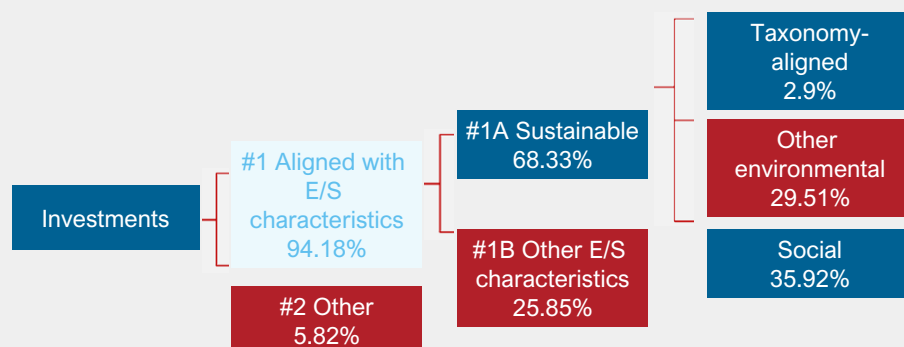 Investments
#1 Aligned with
E/S
characteristics
94.18%
#2 Other
5.82%
#1A Sustainable
68.33%
#1B Other E/S
characteristics
25.85%
Taxonomy-
aligned
2.9%
Other
environmental
29.51%
Social
35.92%